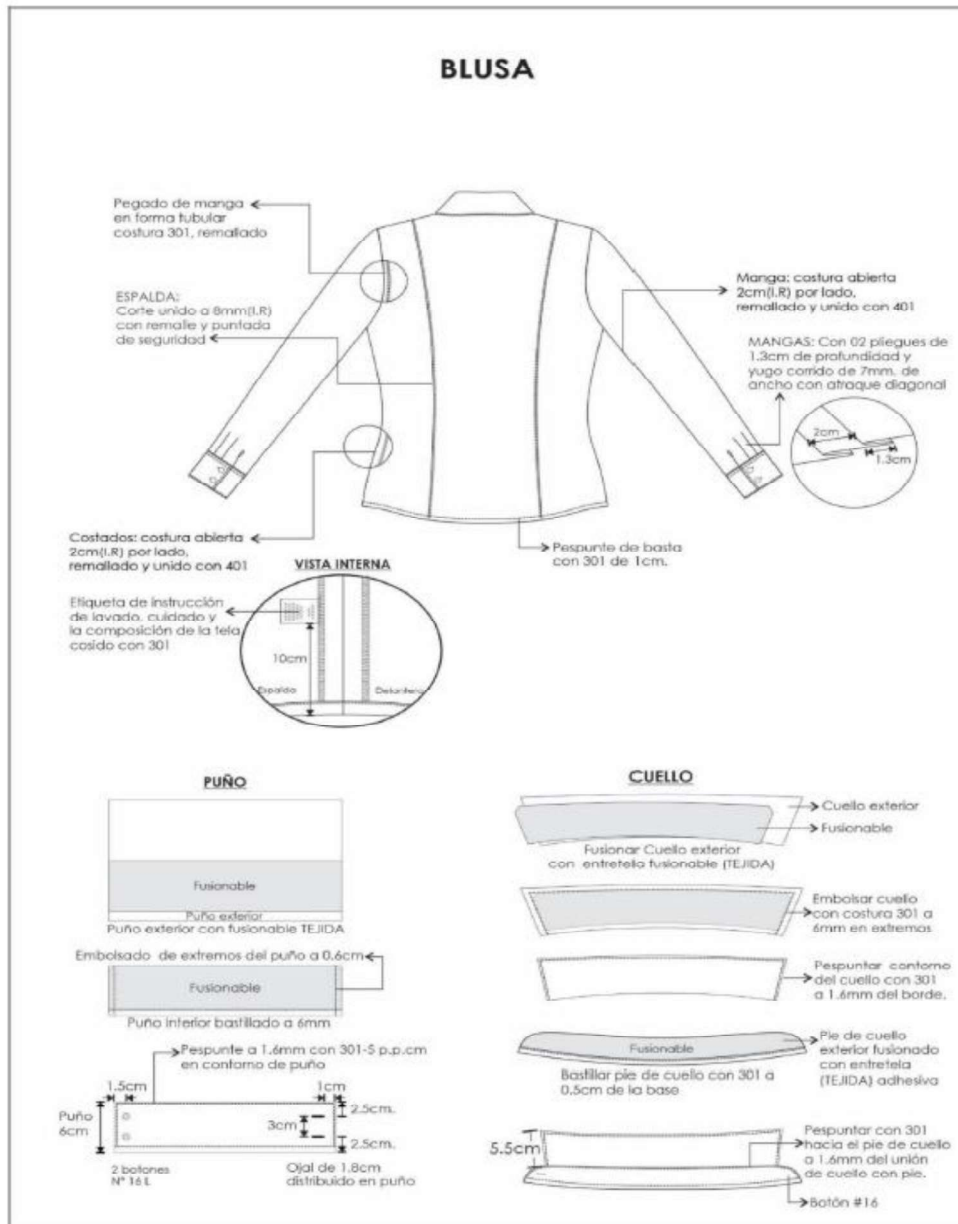 BLUSA
Pegado de manga
en forma tubular
costura 301, remallado
ESPALDA:
Corte unido a 8mm(I.R)
con remalle y puntada
de seguridad
Manga: costura abierta
2cm(I.R) por lado,
remallado y unido con 401
MANGAS: Con 02 pliegues de
1.3cm de profundidad y
yugo corrido de 7mm. de
ancho con atraque diagonal
2cm
1.3cm
Costados: costura abierta
2cm(I.R) por lado,
remallado y unido con 401
Pespunte de basta
con 301 de 1cm.
VISTA INTERNA
Etiqueta de instrucción
de lavado, cuidado y
la composición de la tela
cosido con 301
10cm
Espalda
Delantero
PUÑO
Fusionable
Puño exterior
Puño exterior con fusionable TEJIDA
Embolsado de extremos del puño a 0.6cm
Fusionable
Puño interior bastillado a 6mm
Pespunte a 1.6mm con 301-5 p.p.cm
en contorno de puño
1.5cm
1cm
Puño
6cm
2.5cm.
3cm
2.5cm.
2 botones
N° 16 L
Ojal de 1.8cm
distribuido en puño
CUELLO
Cuello exterior
Fusionable
Fusionar Cuello exterior
con entretela fusionable (TEJIDA)
Embolsar cuello
con costura 301 a
6mm en extremos
Pespuntar contorno
del cuello con 301
a 1.6mm del borde.
Fusionable
Pie de cuello
exterior fusionado
con entretela
(TEJIDA) adhesiva
Bastillar pie de cuello con 301 a
0.5cm de la base
5.5cm
Pespuntar con 301
hacia el pie de cuello
a 1.6mm del unión
de cuello con pie.
Botón #16